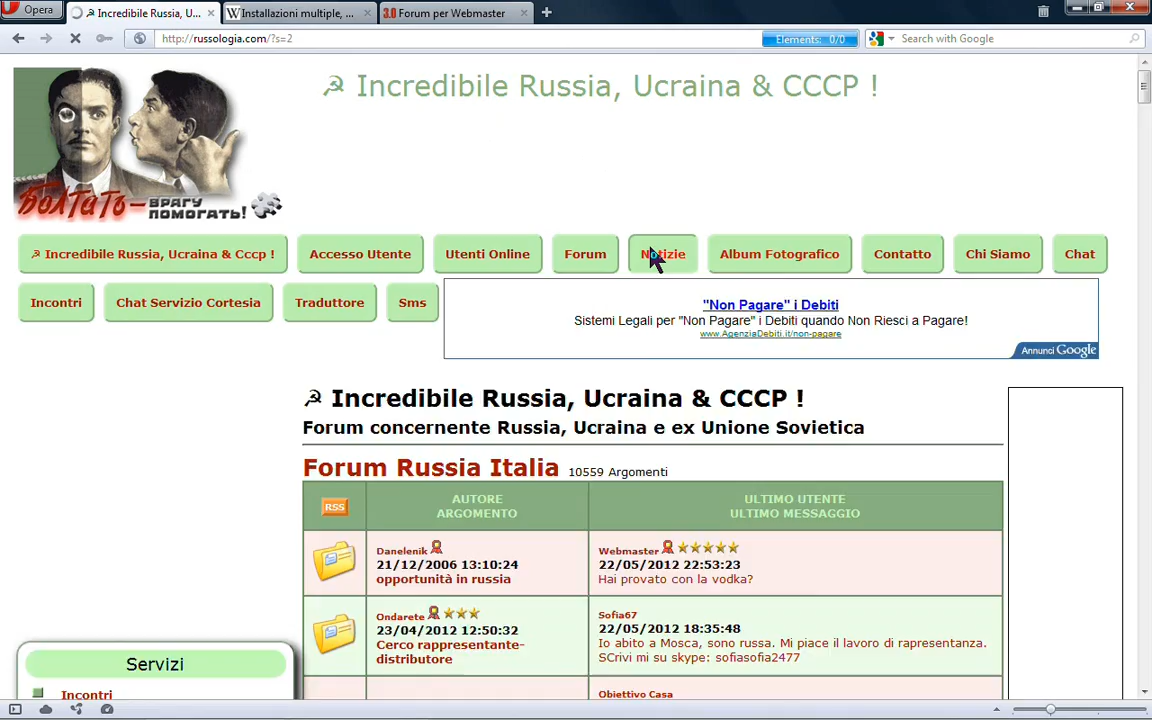 Opera
☭ Incredibile Russia, U...
Installazioni multiple, ...
3.0 Forum per Webmaster
http://russologia.com/?s=2
Elements: 0/0
Search with Google
☭ Incredibile Russia, Ucraina & CCCP !
БОЛТАТЬ-
ВРАГУ
ПОМОГАТЬ!
☭ Incredibile Russia, Ucraina & Cccp !
Accesso Utente
Utenti Online
Forum
Notizie
Album Fotografico
Contatto
Chi Siamo
Chat
Incontri
Chat Servizio Cortesia
Traduttore
Sms
"Non Pagare" i Debiti
Sistemi Legali per "Non Pagare" i Debiti quando Non Riesci a Pagare!
www.AgenziaDebiti.it/non-pagare
Annunci Google
☭ Incredibile Russia, Ucraina & CCCP !
Forum concernente Russia, Ucraina e ex Unione Sovietica
Forum Russia Italia 10559 Argomenti
RSS
AUTORE
ARGOMENTO
ULTIMO UTENTE
ULTIMO MESSAGGIO
Danelenik
21/12/2006 13:10:24
opportunità in russia
Webmaster
22/05/2012 22:53:23
Hai provato con la vodka?
Ondarete
23/04/2012 12:50:32
Cerco rappresentante-
distributore
Sofia67
22/05/2012 18:35:48
Io abito a Mosca, sono russa. Mi piace il lavoro di rappresentanza.
SCrivi mi su skype: sofiasofia2477
Obiettivo Casa
Servizi
Incontri